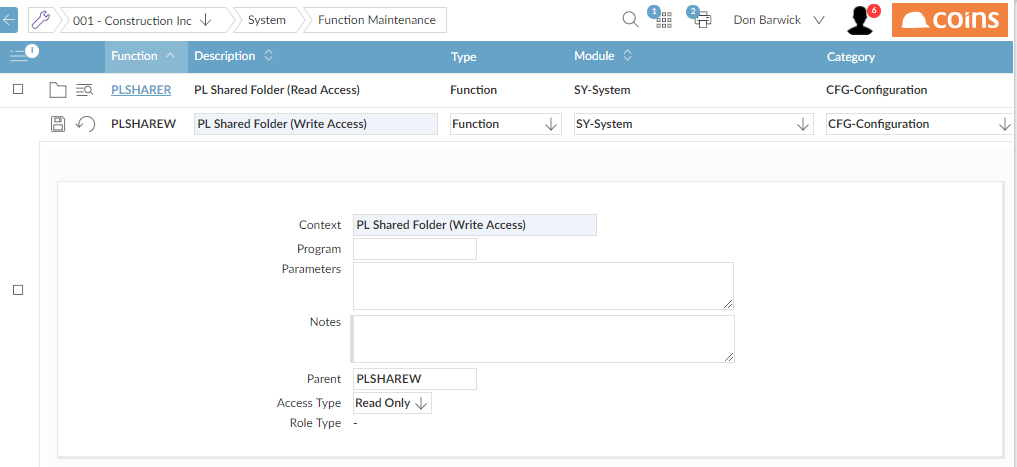 001 - Construction Inc
System
Function Maintenance
1
2
Don Barwick
6
coins
1
Function
Description
Type
Module
Category
PLSHARER
PL Shared Folder (Read Access)
Function
SY-System
CFG-Configuration
PLSHAREW
PL Shared Folder (Write Access)
Function
SY-System
CFG-Configuration
Context
PL Shared Folder (Write Access)
Program
Parameters
Notes
Parent
PLSHAREW
Access Type
Read Only
Role Type
-